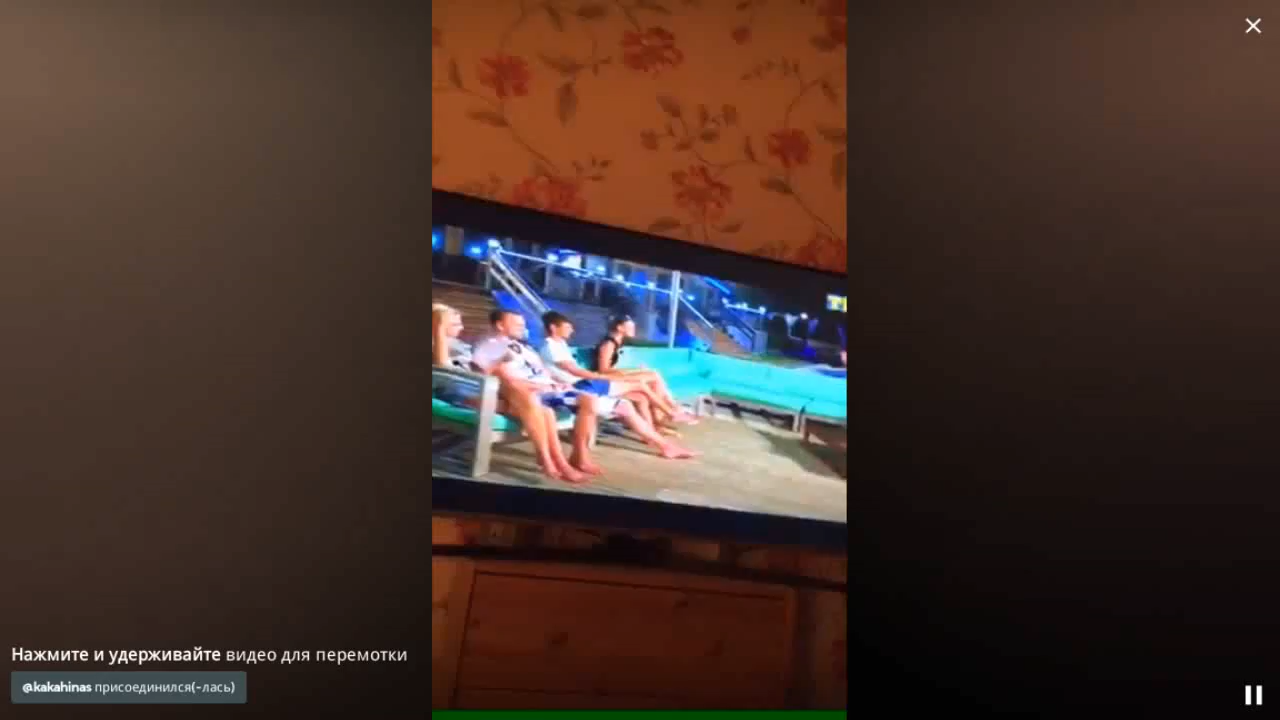 Нажмите и удерживайте видео для перемотки
@kakahinas присоединился(-лась)